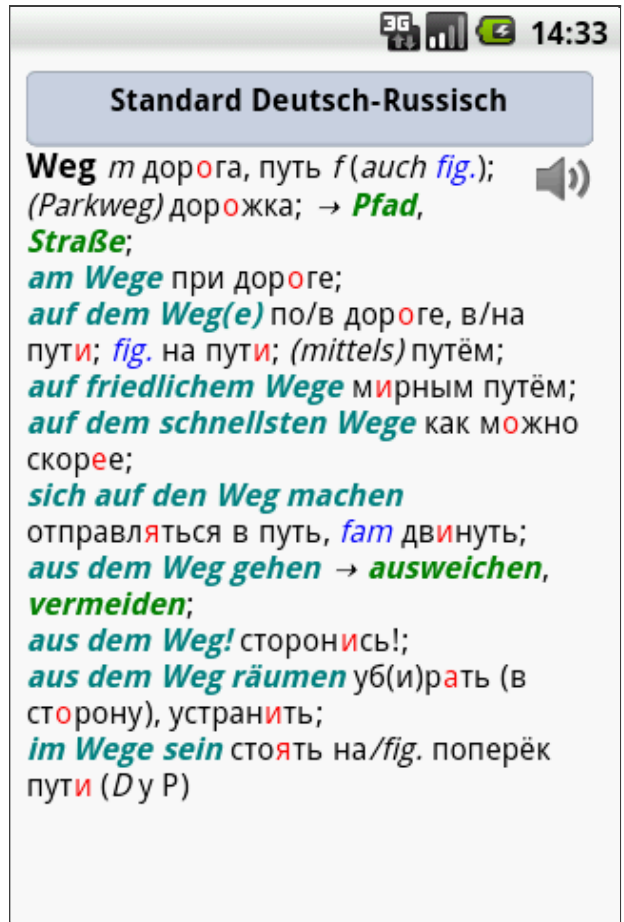 3G 14:33
Standard Deutsch-Russisch
Weg m дорога, путь f (auch fig.);
(Parkweg) дорожка; → Pfad,
Straße;
am Wege при дороге;
auf dem Weg(e) по/в дороге, в/на
пути; fig. на пути; (mittels) путём;
auf friedlichem Wege мирным путём;
auf dem schnellsten Wege как можно
скорее;
sich auf den Weg machen
отправляться в путь, fam двинуть;
aus dem Weg gehen → ausweichen,
vermeiden;
aus dem Weg! сторонись!;
aus dem Weg räumen уб(и)рать (в
сторону), устранить;
im Wege sein стоять на/fig. поперёк
пути (D у Р)